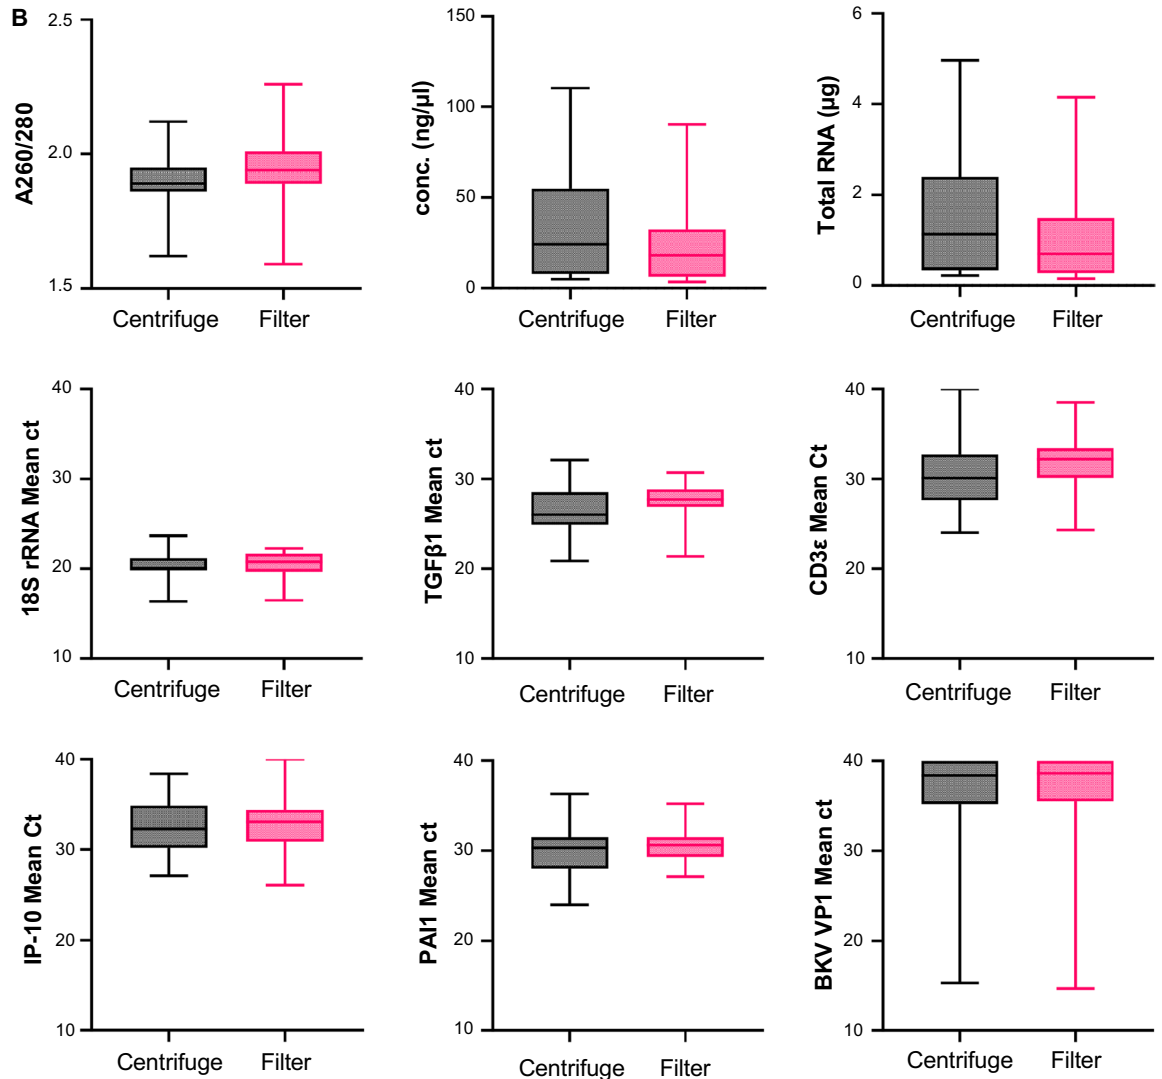 B
A260/280
2.5
2.0
1.5
Centrifuge Filter
conc. (ng/µl)
150
100
50
0
Centrifuge Filter
Total RNA (µg)
6
4
2
0
Centrifuge Filter
18S rRNA Mean ct
40
30
20
10
Centrifuge Filter
TGFβ1 Mean ct
40
30
20
10
Centrifuge Filter
CD3ε Mean Ct
40
30
20
10
Centrifuge Filter
IP-10 Mean Ct
40
30
20
10
Centrifuge Filter
PAI1 Mean ct
40
30
20
10
Centrifuge Filter
BKV VP1 Mean ct
40
30
20
10
Centrifuge Filter